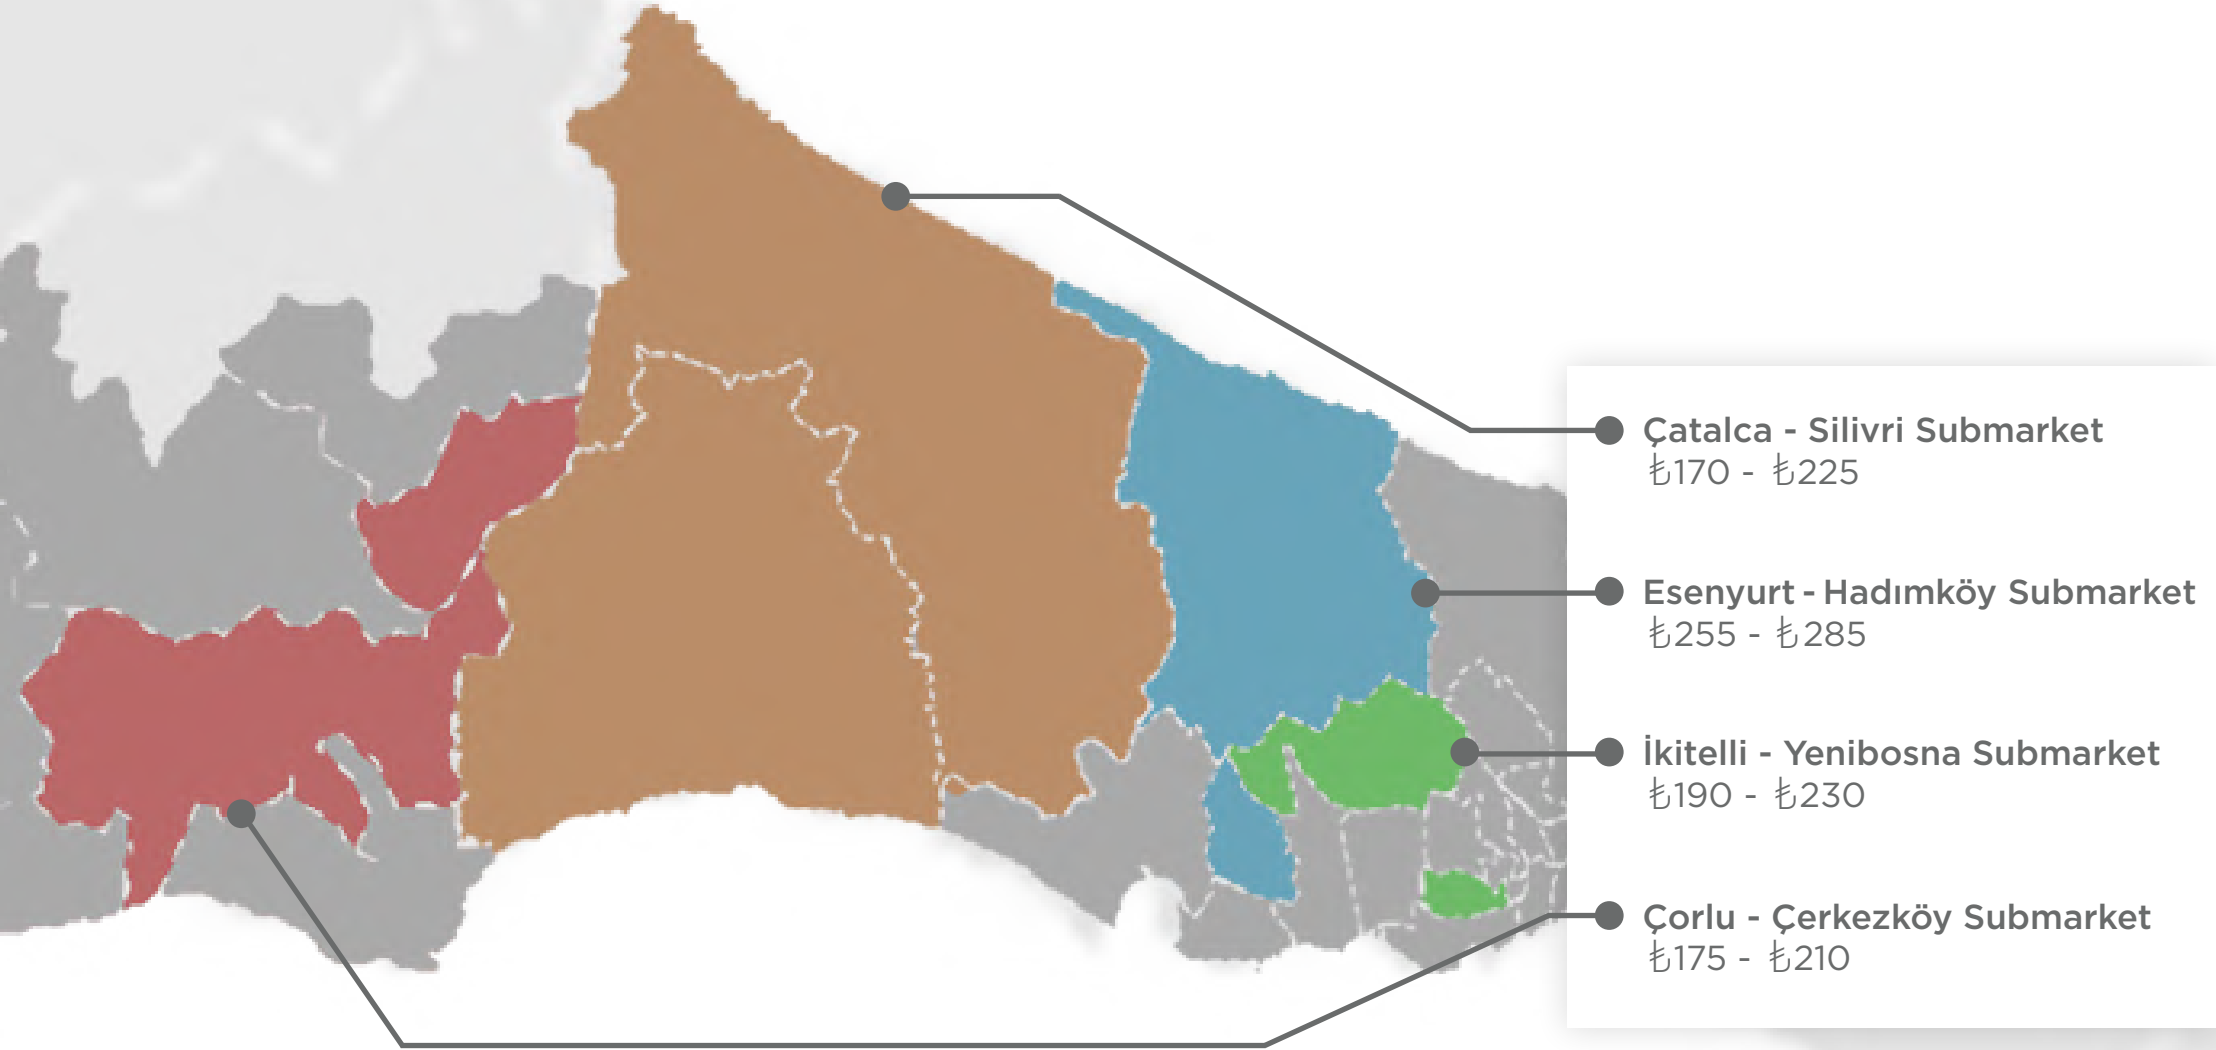 Çatalca - Silivri Submarket
₺170 - ₺225
Esenyurt - Hadımköy Submarket
₺255 - ₺285
İkitelli - Yenibosna Submarket
₺190 - ₺230
Çorlu - Çerkezköy Submarket
₺175 - ₺210